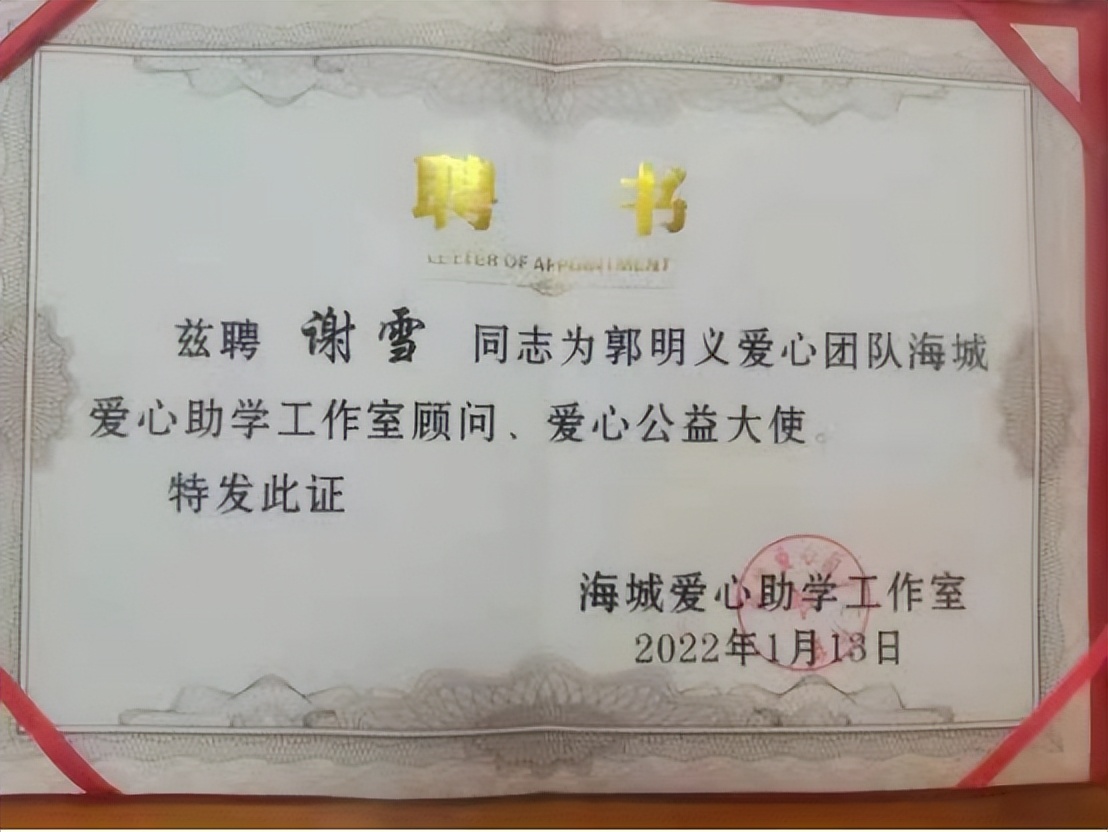 聘书
LETTER OF APPOINTMENT
兹聘 谢雪 同志为郭明义爱心团队海城
爱心助学工作室顾问、爱心公益大使。
特发此证
海城爱心助学工作室
2022年1月13日